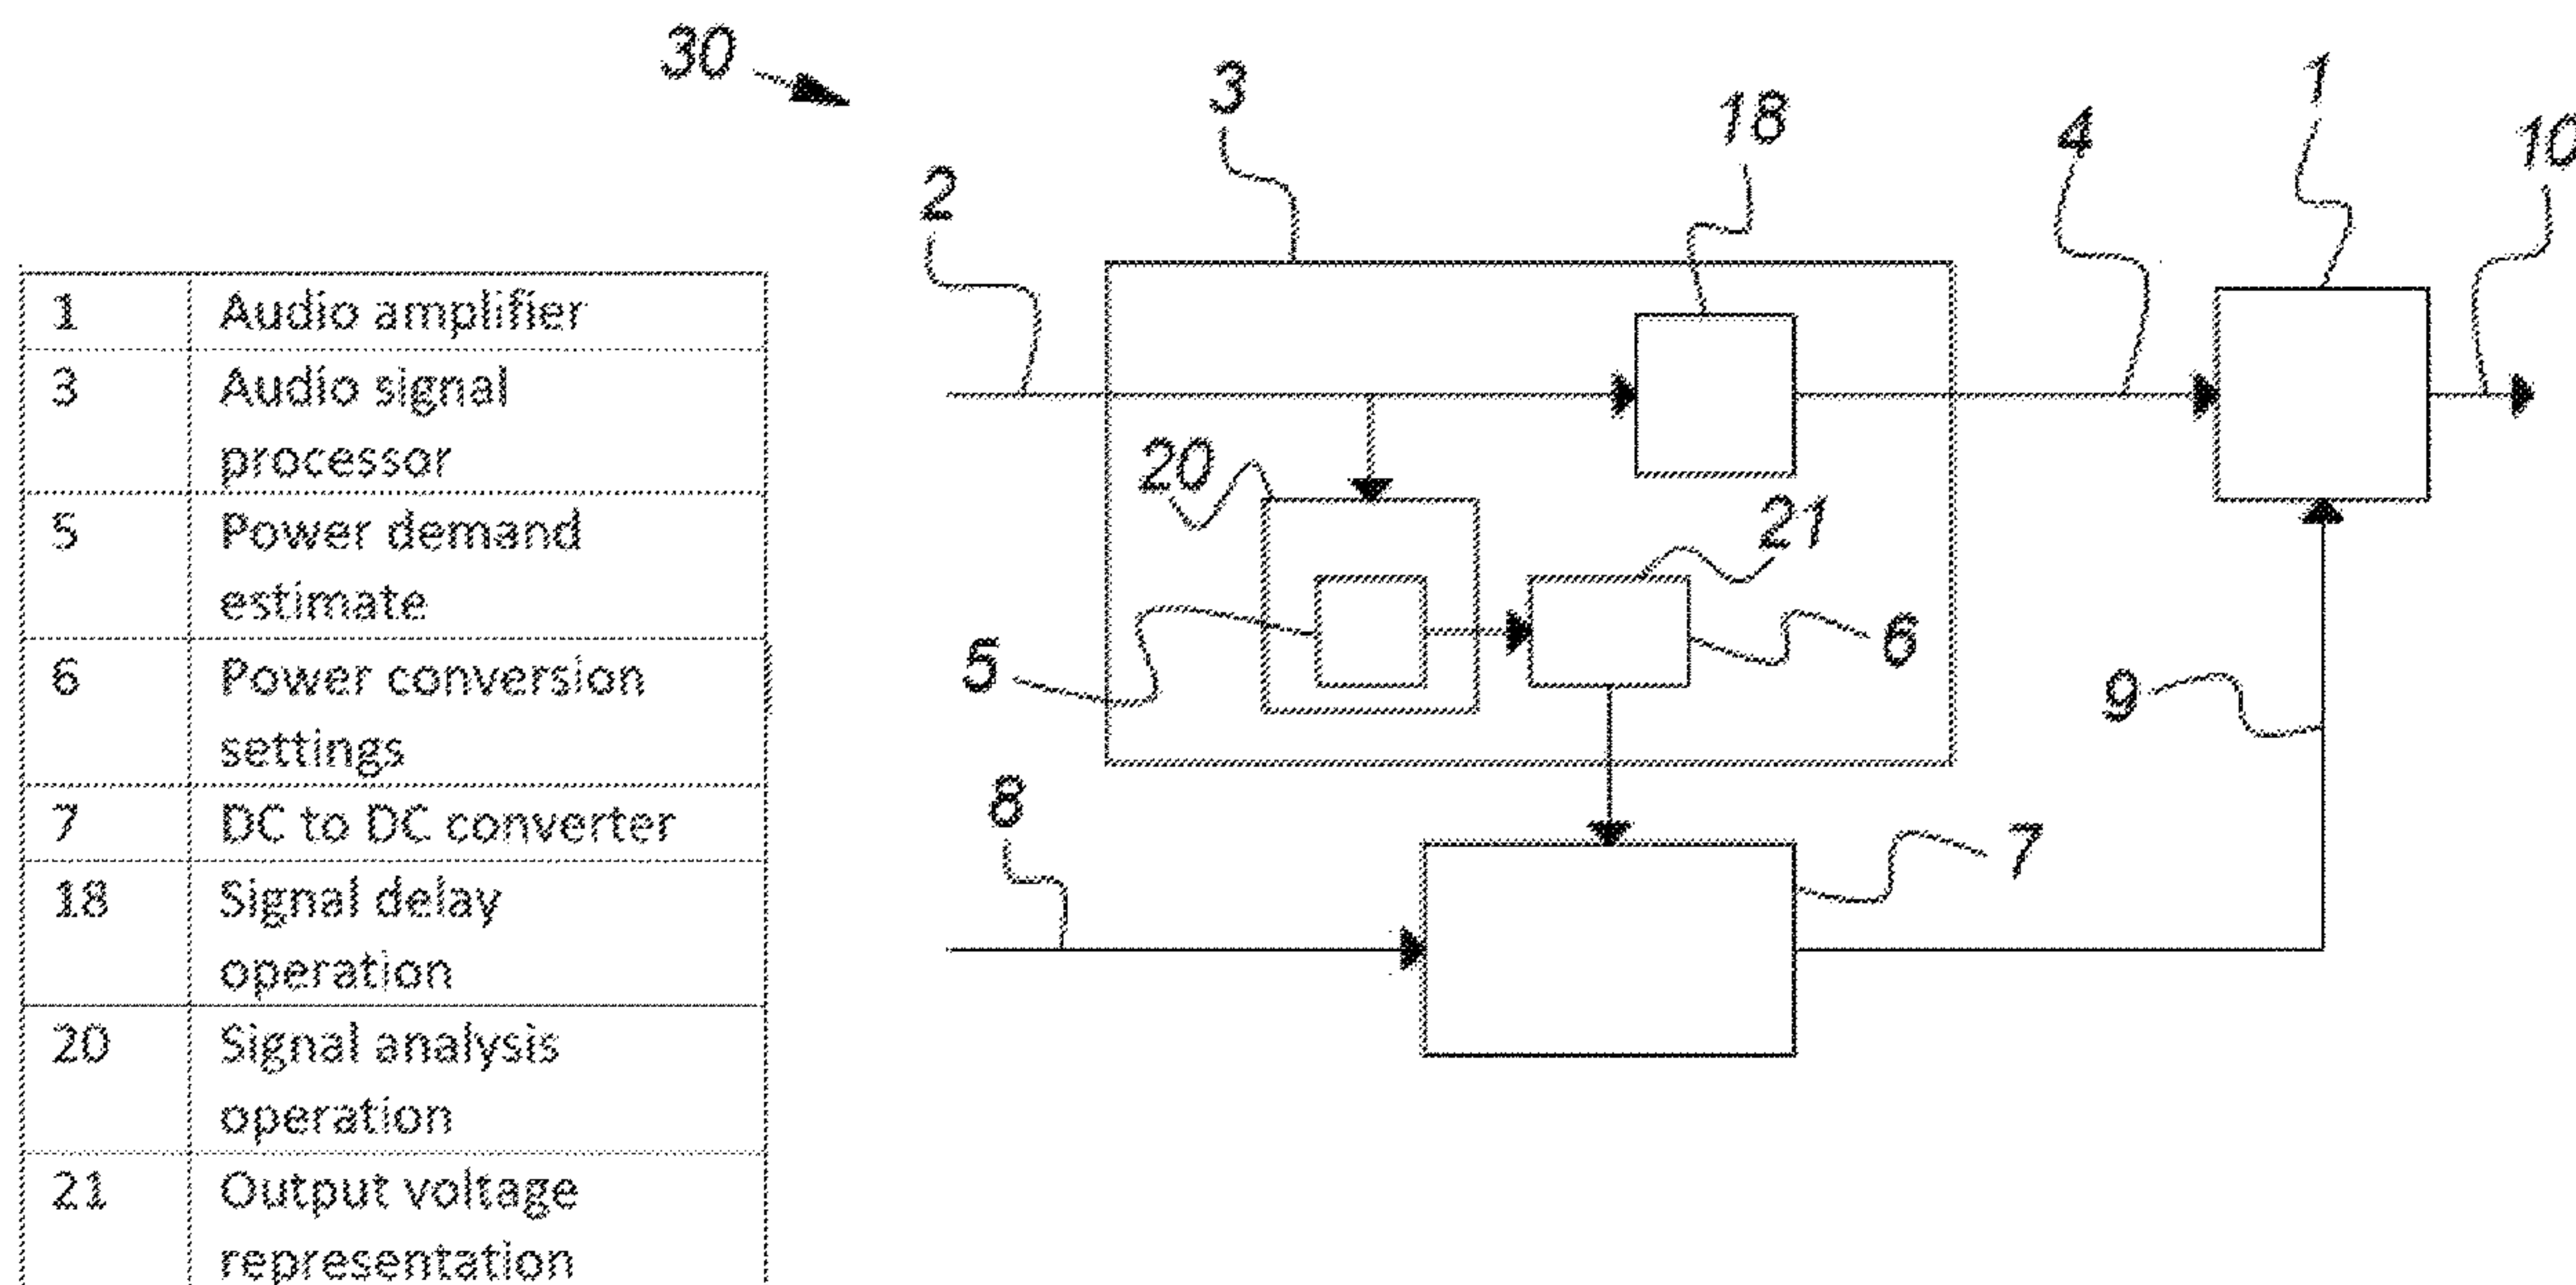 30
3
18
4
1
10
2
20
21
5
6
9
8
7
1 Audio amplifier
3 Audio signal
processor
5 Power demand
estimate
6 Power conversion
settings
7 DC to DC converter
18 Signal delay
operation
20 Signal analysis
operation
21 Output voltage
representation